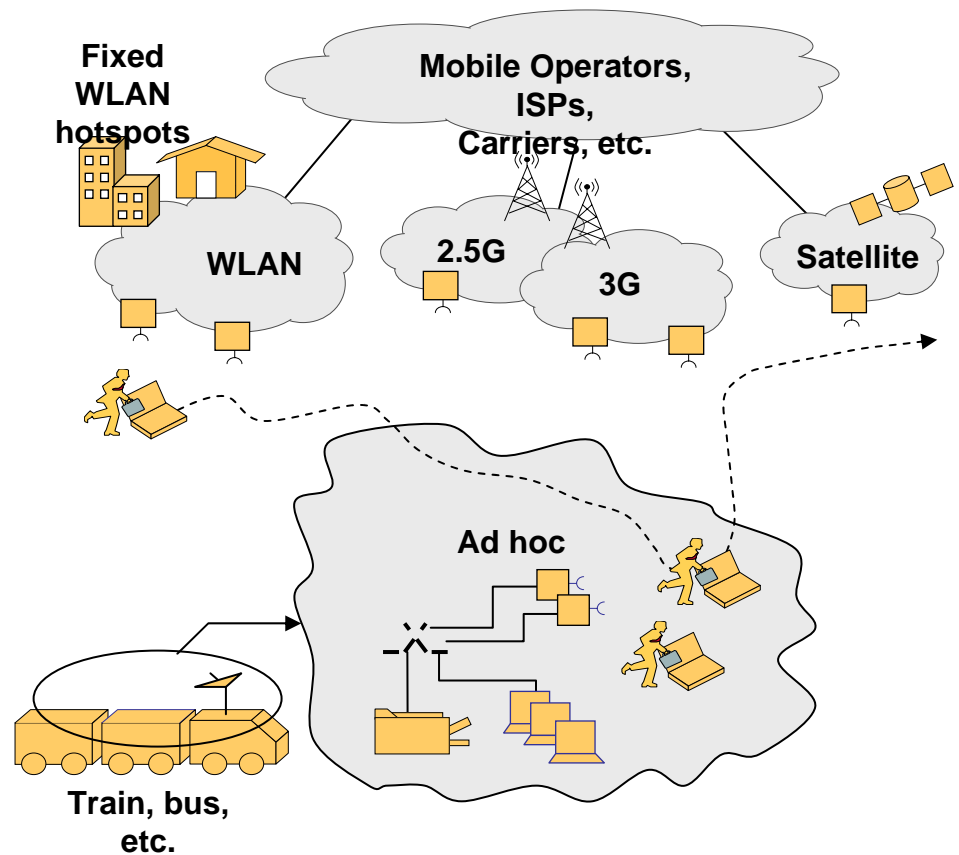 Fixed
WLAN
hotspots
Mobile Operators,
ISPs,
Carriers, etc.
WLAN
2.5G
3G
Satellite
Ad hoc
Train, bus,
etc.